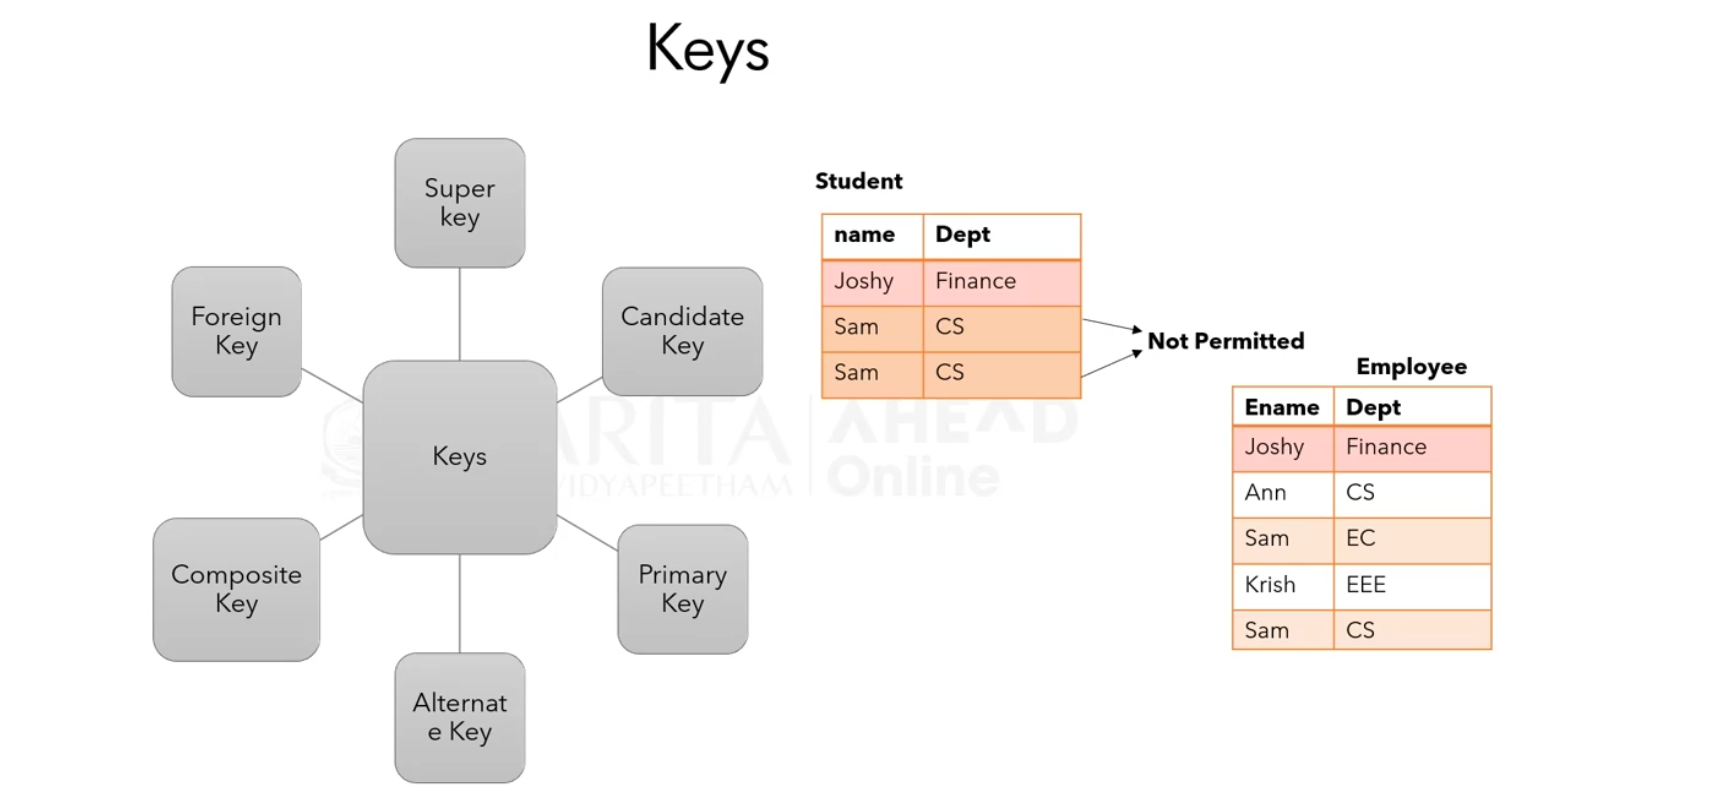 Keys
Super
key
Foreign
Key
Candidate
Key
Keys
Composite
Key
Primary
Key
Alternat
e Key
Student
name Dept
Joshy Finance
Sam CS
Sam CS
Not Permitted
Employee
Ename Dept
Joshy Finance
Ann CS
Sam EC
Krish EEE
Sam CS
ARITA
VIDYAPEETHAM
AHEAD
Online